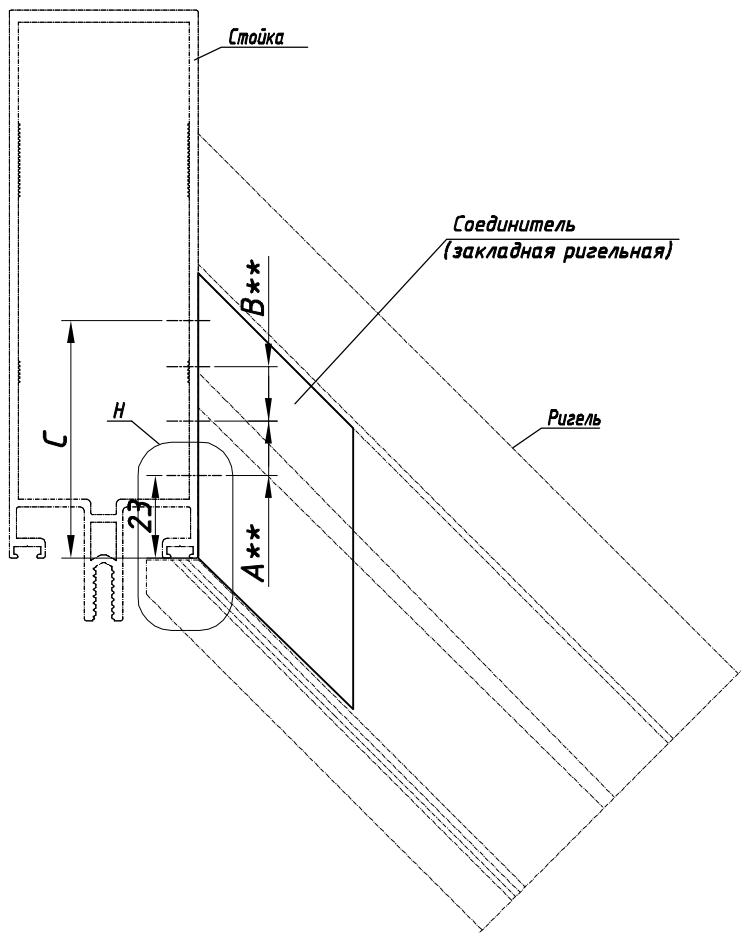 Стойка
Соединитель
(закладная ригельная)
B**
Н
Ригель
C
23
A**